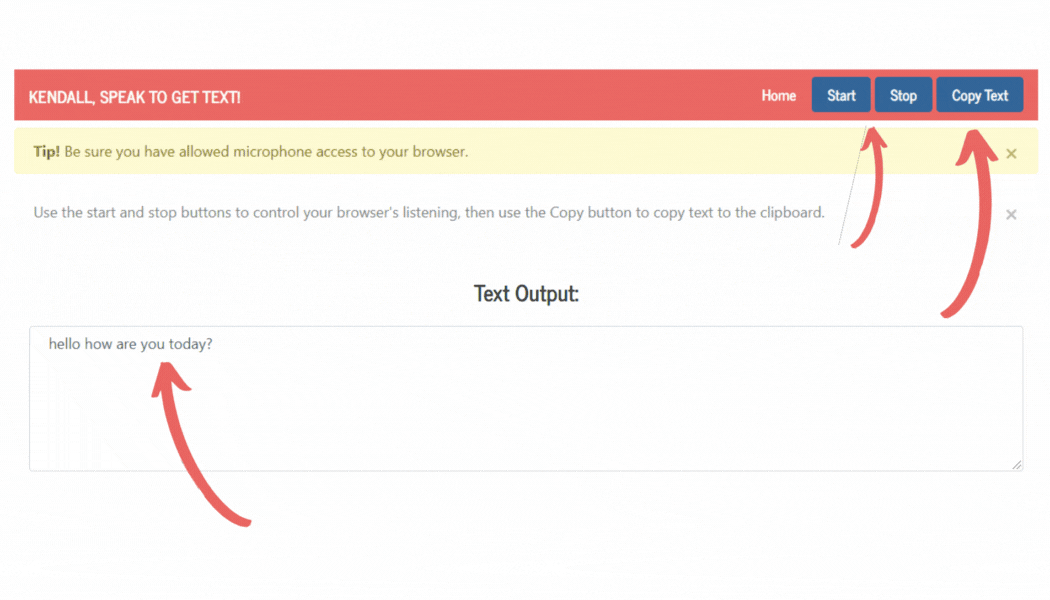 KENDALL, SPEAK TO GET TEXT!
Home
Start
Stop
Copy Text
Tip! Be sure you have allowed microphone access to your browser.
×
Use the start and stop buttons to control your browser's listening, then use the Copy button to copy text to the clipboard.
×
Text Output:
hello how are you today?